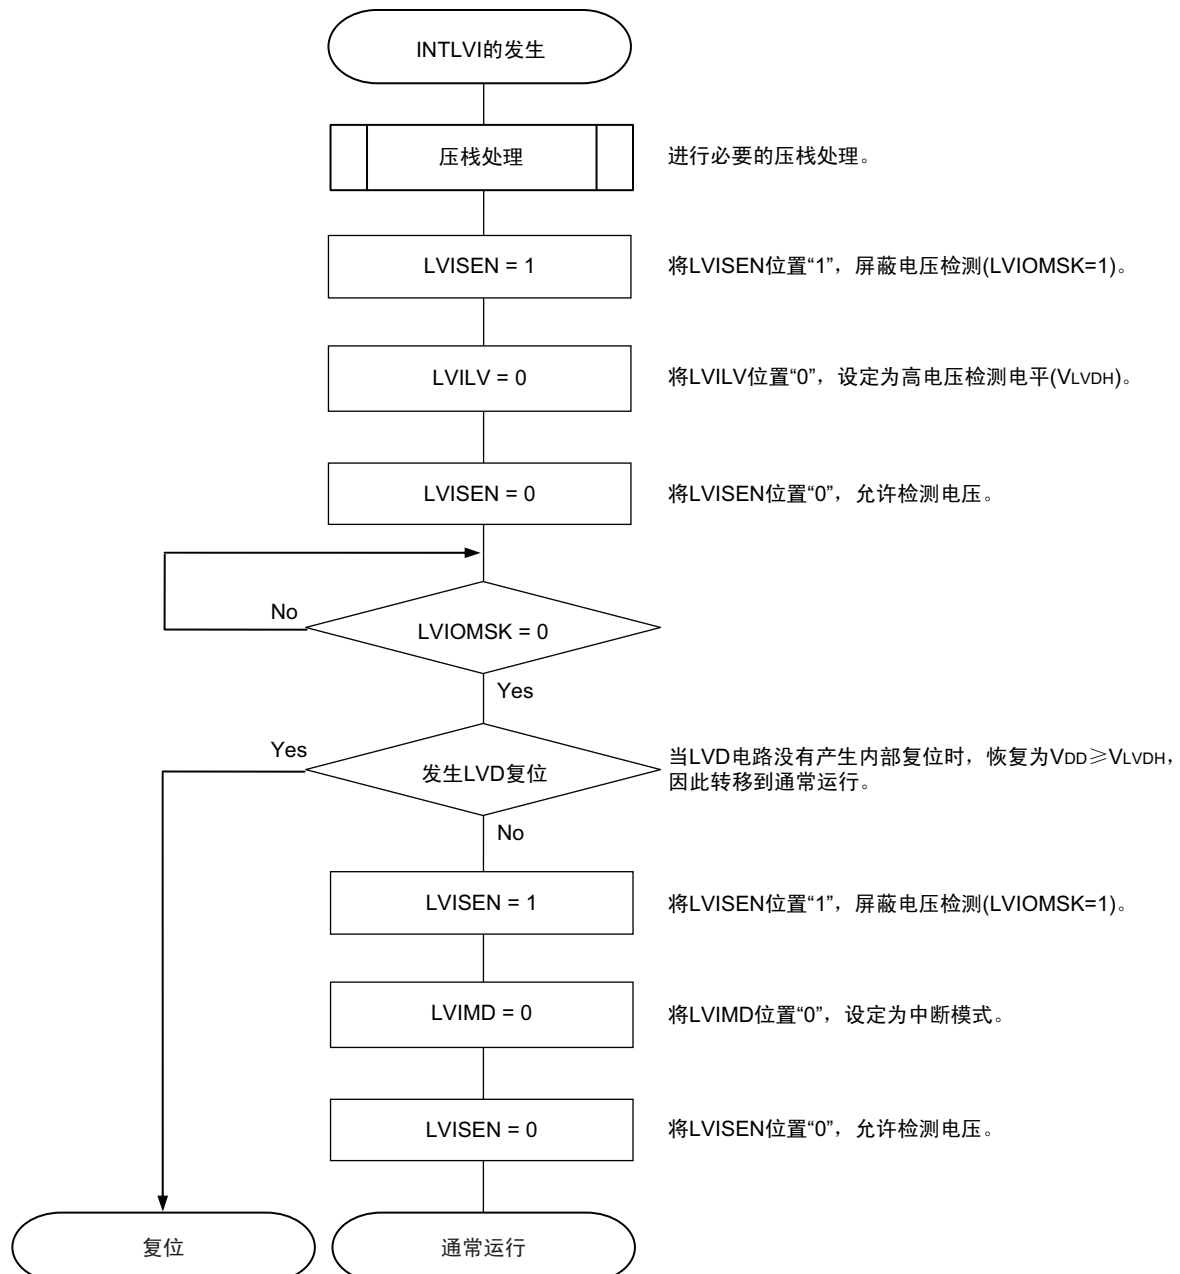 INTLVI的发生
压栈处理
进行必要的压栈处理。
LVISEN = 1
将LVISEN位置“1”，屏蔽电压检测(LVIOMSK=1)。
LVILV = 0
将LVILV位置“0”，设定为高电压检测电平(VLVDH)。
LVISEN = 0
将LVISEN位置“0”，允许检测电压。
No
LVIOMSK = 0
Yes
Yes
发生LVD复位
当LVD电路没有产生内部复位时，恢复为VDD≥VLVDH，
因此转移到通常运行。
No
LVISEN = 1
将LVISEN位置“1”，屏蔽电压检测(LVIOMSK=1)。
LVIMD = 0
将LVIMD位置“0”，设定为中断模式。
LVISEN = 0
将LVISEN位置“0”，允许检测电压。
复位
通常运行